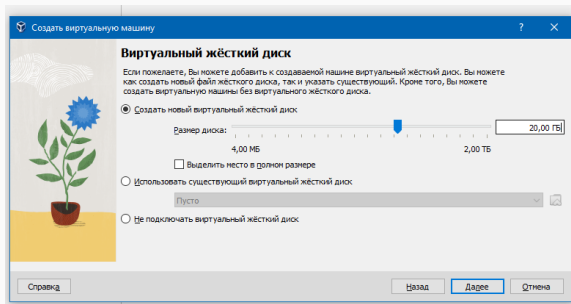 Создать виртуальную машину
Виртуальный жёсткий диск
Если пожелаете, Вы можете добавить к создаваемой машине виртуальный жёсткий диск. Вы можете
как создать новый файл жёсткого диска, так и указать существующий. Кроме того, Вы можете
создать виртуальную машины без виртуального жёсткого диска.
Создать новый виртуальный жёсткий диск
Размер диска:
20,00 ГБ
4,00 МБ
2,00 ТБ
Выделить место в полном размере
Использовать существующий виртуальный жёсткий диск
Пусто
Не подключать виртуальный жёсткий диск
Справка
Назад
Далее
Отмена